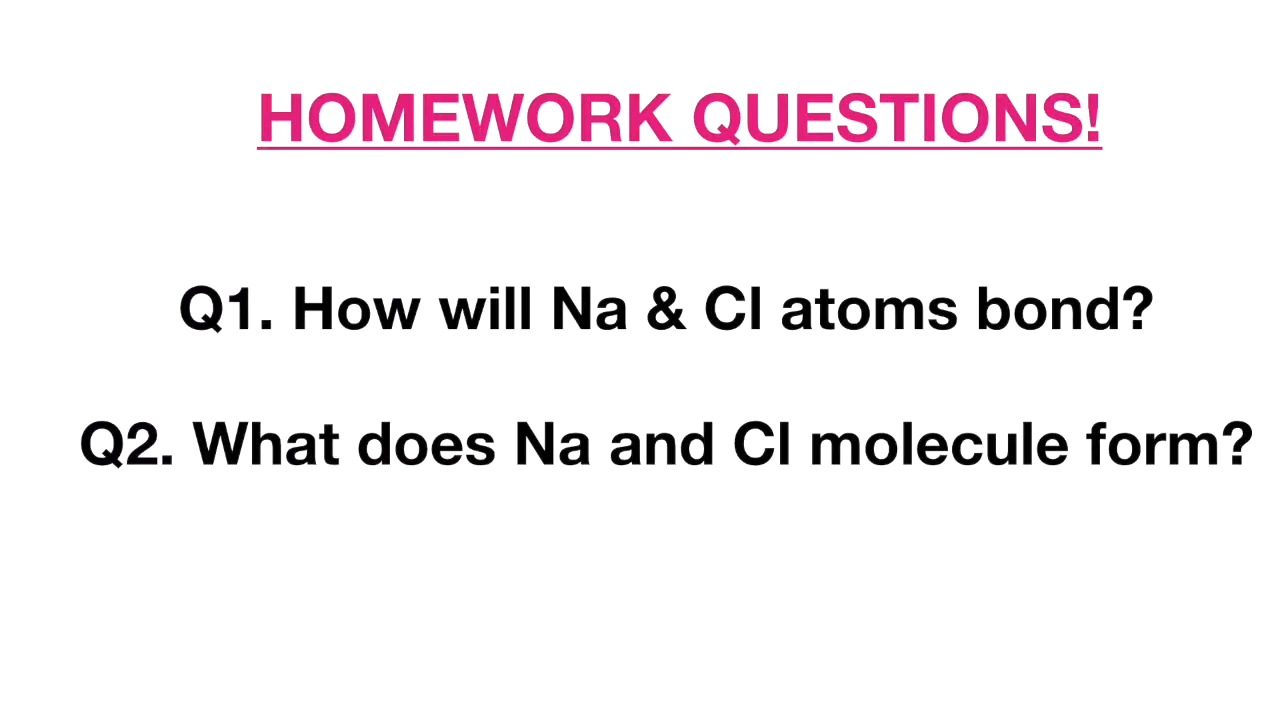 HOMEWORK QUESTIONS!
Q1. How will Na & Cl atoms bond?
Q2. What does Na and Cl molecule form?